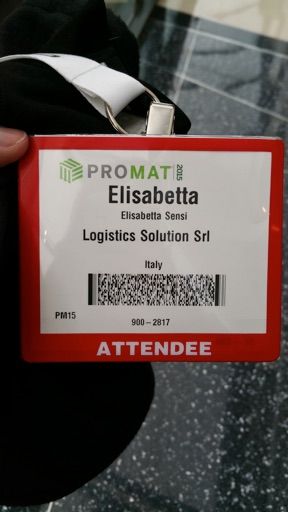 PROMAT 2015
Elisabetta
Elisabetta Sensi
Logistics Solution Srl
Italy
PM15
900-2817
ATTENDEE